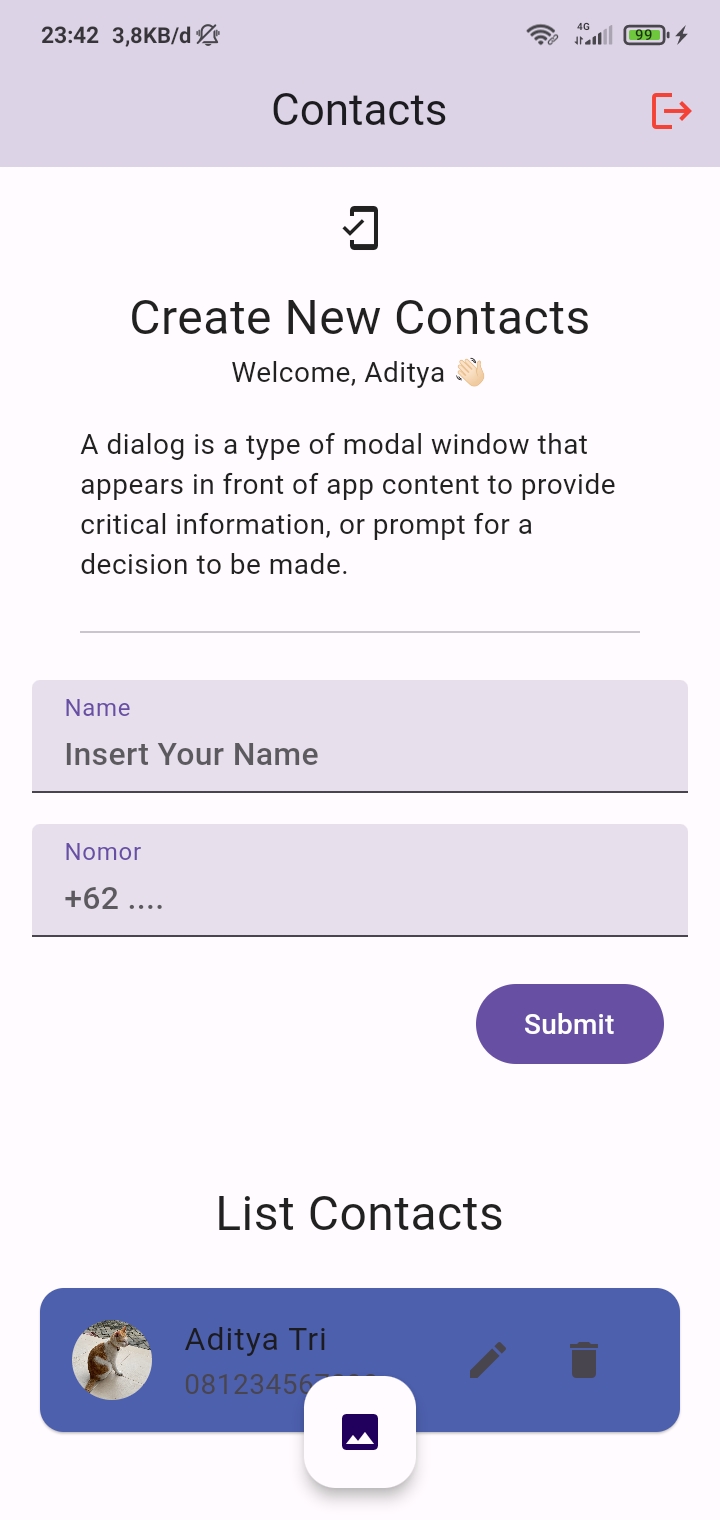 23:42 3,8KB/d
4G
99
Contacts
Create New Contacts
Welcome, Aditya 👋🏻
A dialog is a type of modal window that
appears in front of app content to provide
critical information, or prompt for a
decision to be made.
Name
Insert Your Name
Nomor
+62 ....
Submit
List Contacts
Aditya Tri